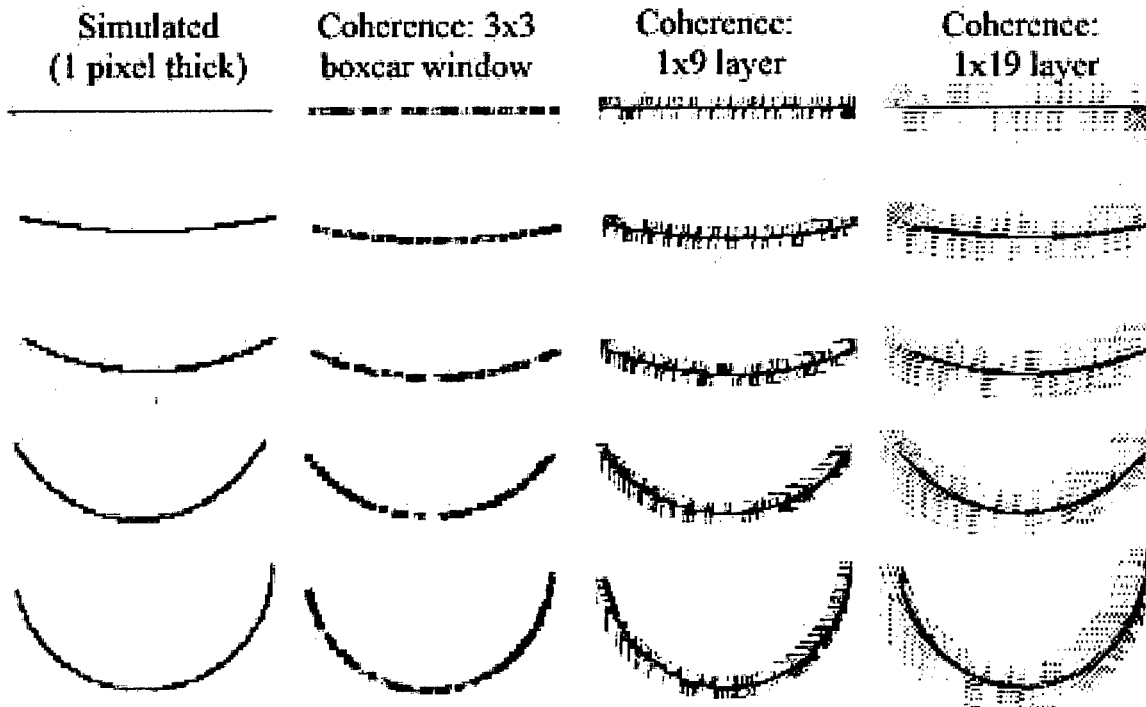 Simulated
(1 pixel thick)
Coherence: 3x3
boxcar window
Coherence:
1x9 layer
Coherence:
1x19 layer